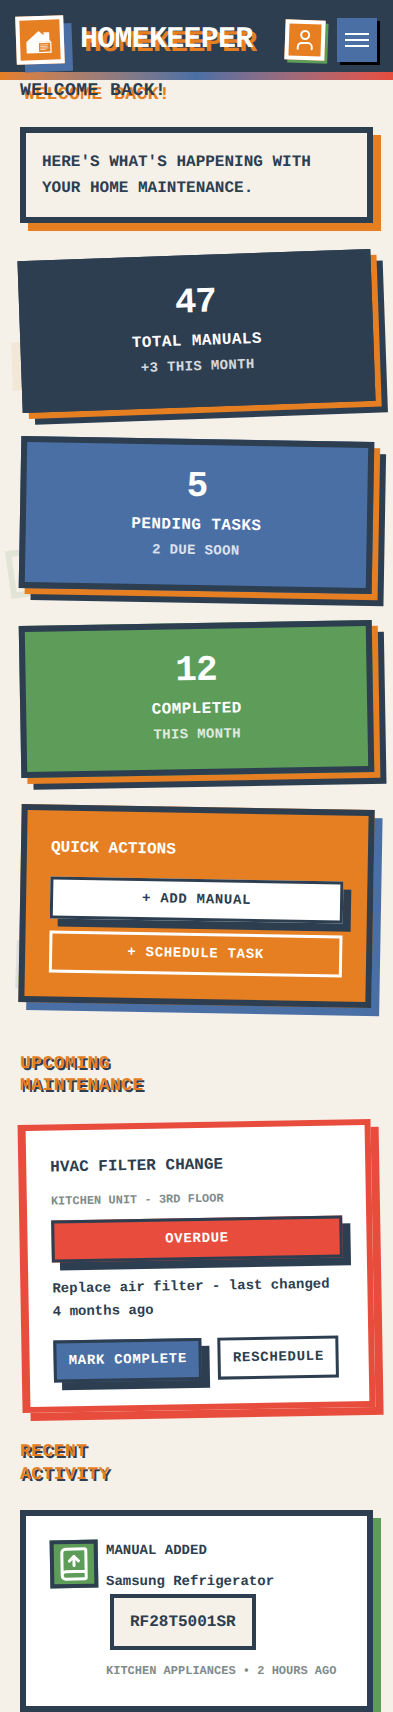 HOMEKEEPER
WELCOME BACK!
HERE'S WHAT'S HAPPENING WITH
YOUR HOME MAINTENANCE.
47
TOTAL MANUALS
+3 THIS MONTH
5
PENDING TASKS
2 DUE SOON
12
COMPLETED
THIS MONTH
QUICK ACTIONS
+ ADD MANUAL
+ SCHEDULE TASK
UPCOMING
MAINTENANCE
HVAC FILTER CHANGE
KITCHEN UNIT - 3RD FLOOR
OVERDUE
Replace air filter - last changed
4 months ago
MARK COMPLETE
RESCHEDULE
RECENT
ACTIVITY
MANUAL ADDED
Samsung Refrigerator
RF28T5001SR
KITCHEN APPLIANCES • 2 HOURS AGO